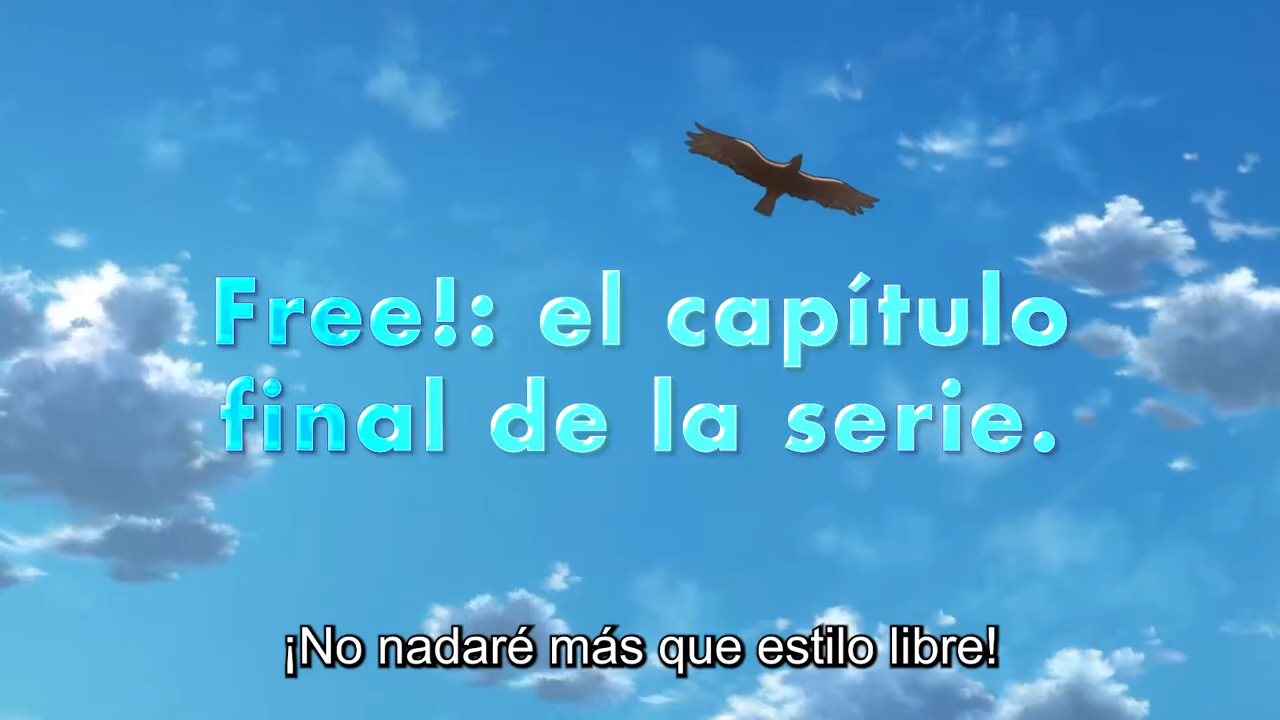 Free!: el capítulo
final de la serie.
¡No nadaré más que estilo libre!